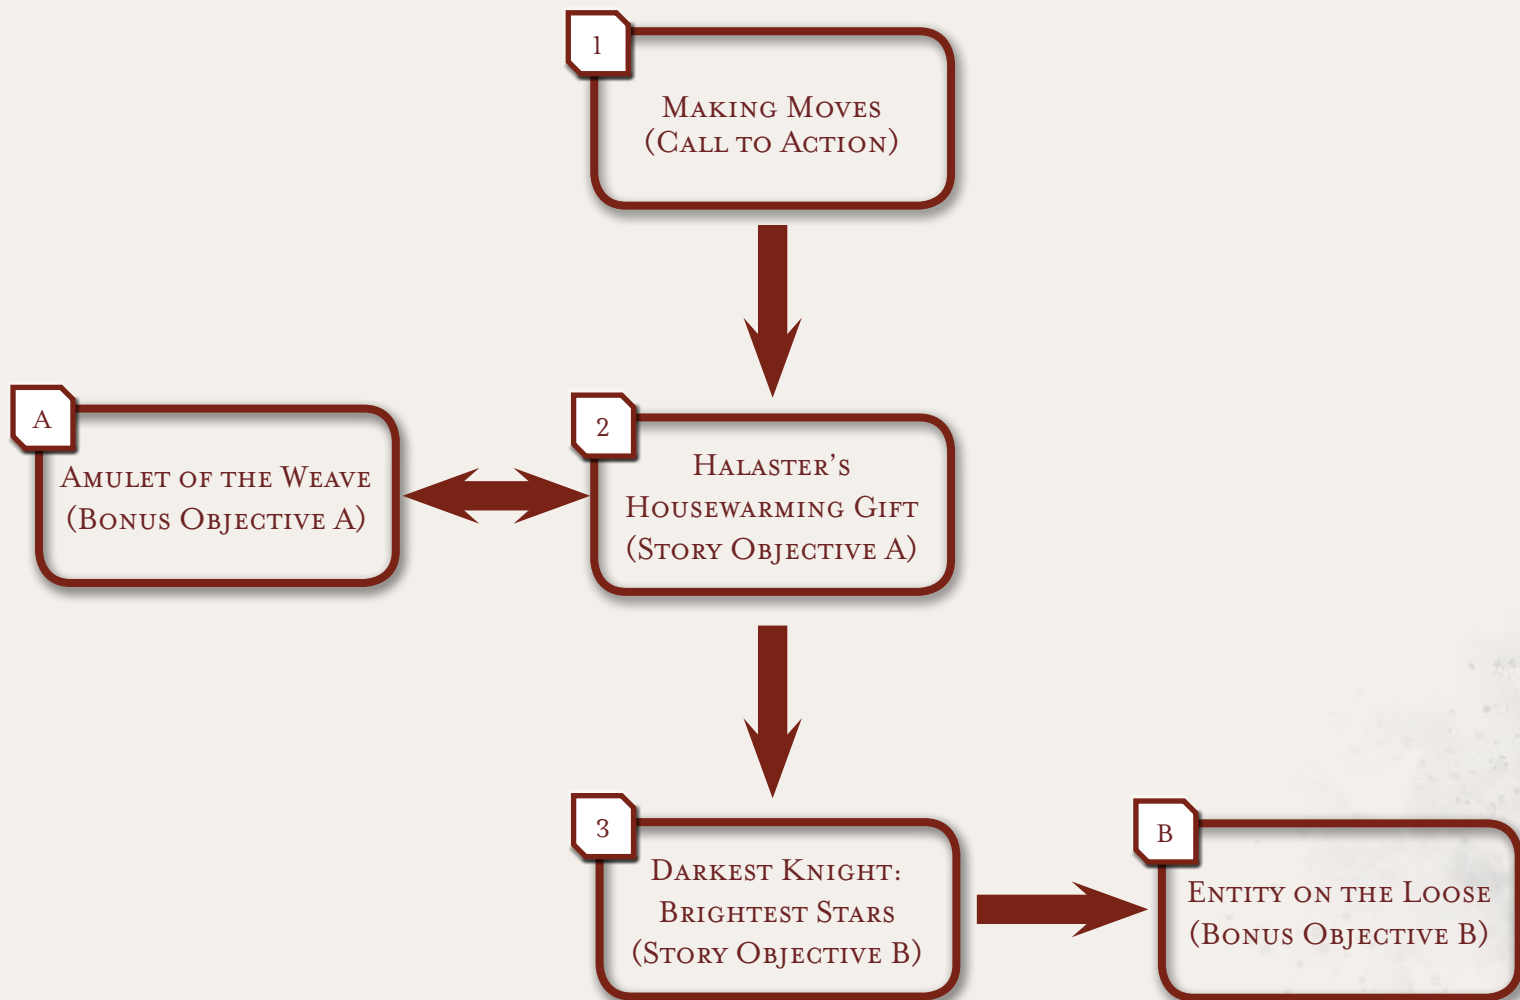 1
Making Moves
(Call to Action)
A
Amulet of the Weave
(Bonus Objective A)
2
Halaster's
Housewarming Gift
(Story Objective A)
3
Darkest Knight:
Brightest Stars
(Story Objective B)
B
Entity on the Loose
(Bonus Objective B)